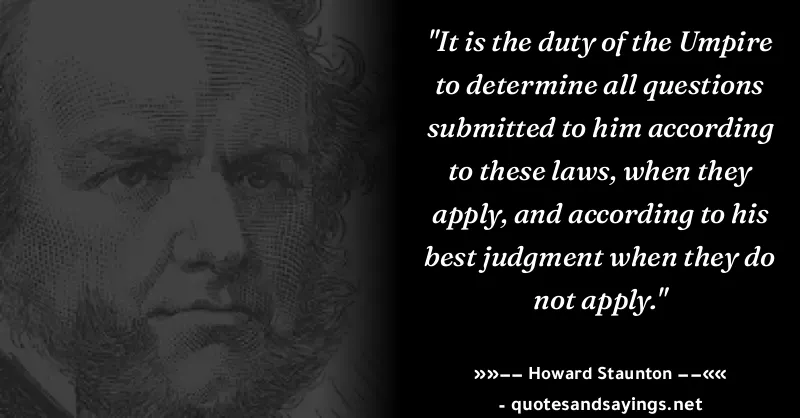 "It is the duty of the Umpire
to determine all questions
submitted to him according
to these laws, when they
apply, and according to his
best judgment when they do
not apply."
»»−− Howard Staunton −−««
- quotesandsayings.net